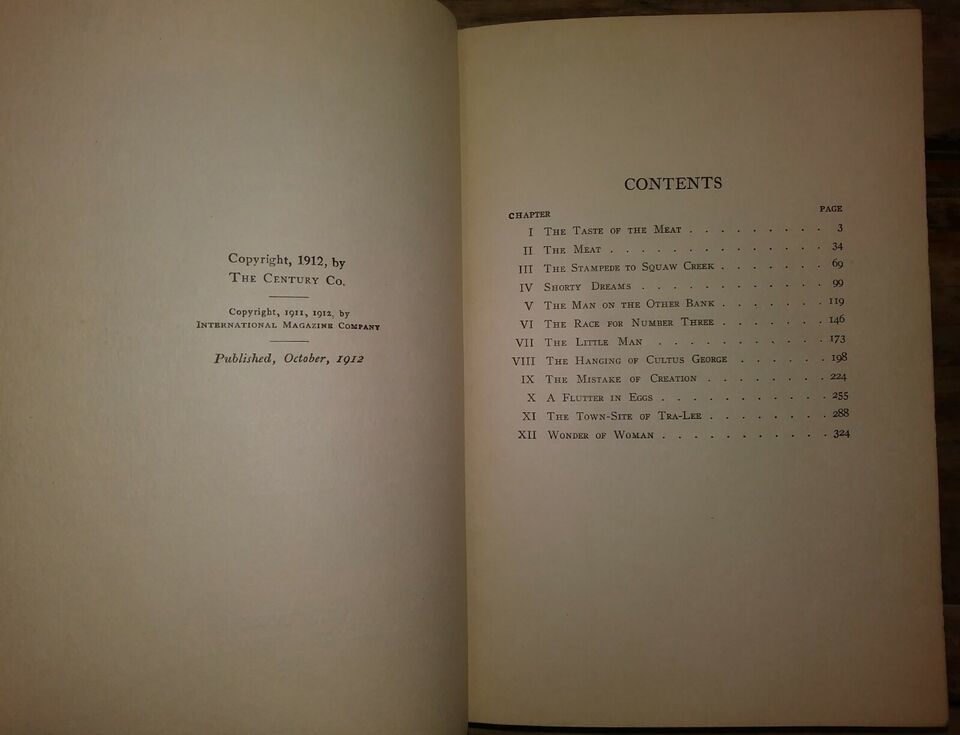 Copyright, 1912, by
THE CENTURY CO.
Copyright, 1911, 1912, by
INTERNATIONAL MAGAZINE COMPANY
Published, October, 1912
CONTENTS
CHAPTER PAGE
I THE TASTE OF THE MEAT . . . . . . . . . 3
II THE MEAT . . . . . . . . . . . . . 34
III THE STAMPEDE TO SQUAW CREEK . . . . . . . 69
IV SHORTY DREAMS . . . . . . . . . . . . 99
V THE MAN ON THE OTHER BANK . . . . . . . 119
VI THE RACE FOR NUMBER THREE . . . . . . . 146
VII THE LITTLE MAN . . . . . . . . . . . 173
VIII THE HANGING OF CULTUS GEORGE . . . . . . 198
IX THE MISTAKE OF CREATION . . . . . . . . 224
X A FLUTTER IN EGGS . . . . . . . . . . . 255
XI THE TOWN-SITE OF TRA-LEE . . . . . . . . 288
XII WONDER OF WOMAN . . . . . . . . . . . 324